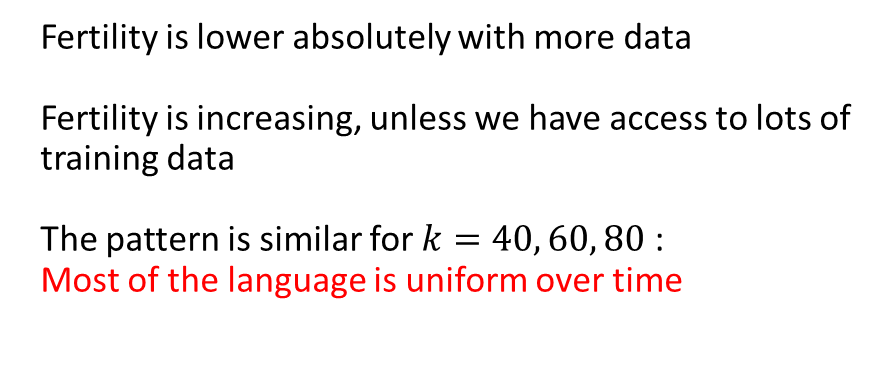 Fertility is lower absolutely with more data
Fertility is increasing, unless we have access to lots of
training data
The pattern is similar for k = 40, 60, 80 :
Most of the language is uniform over time